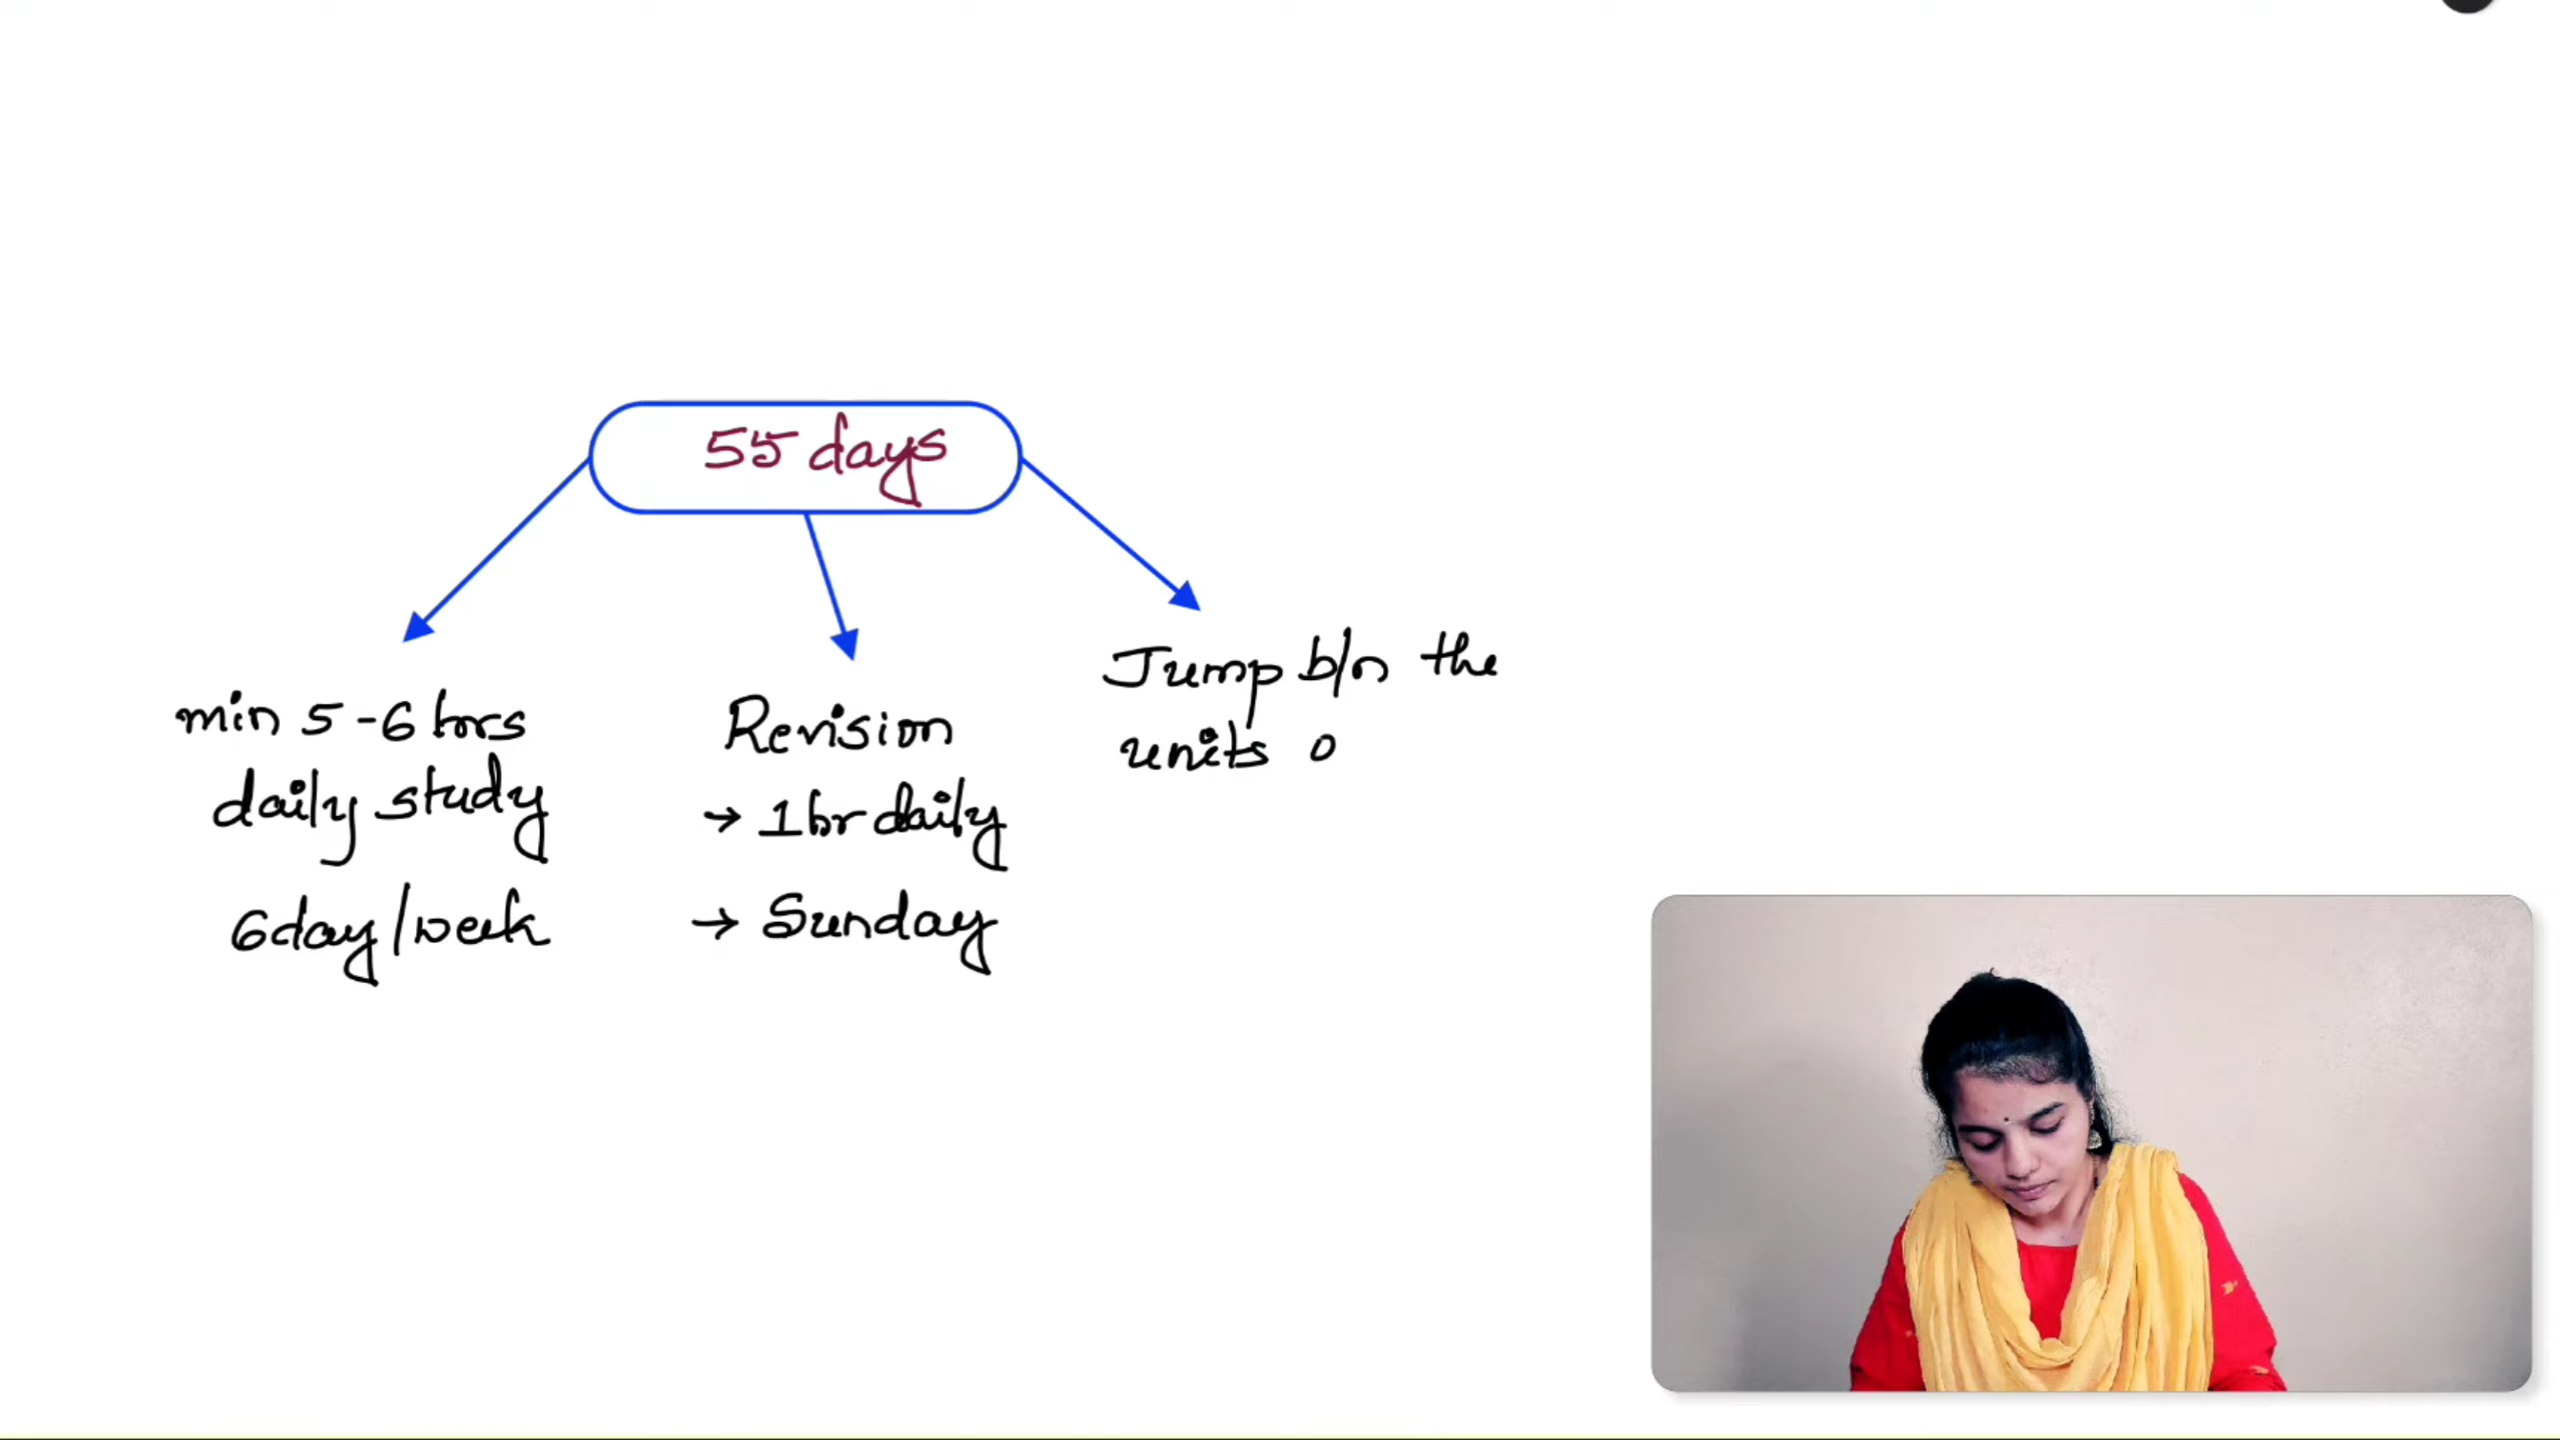 55 days
min 5-6 hrs
daily study
6day/week
Revision
→ 1hr daily
→ Sunday
Jump b/n the
units o